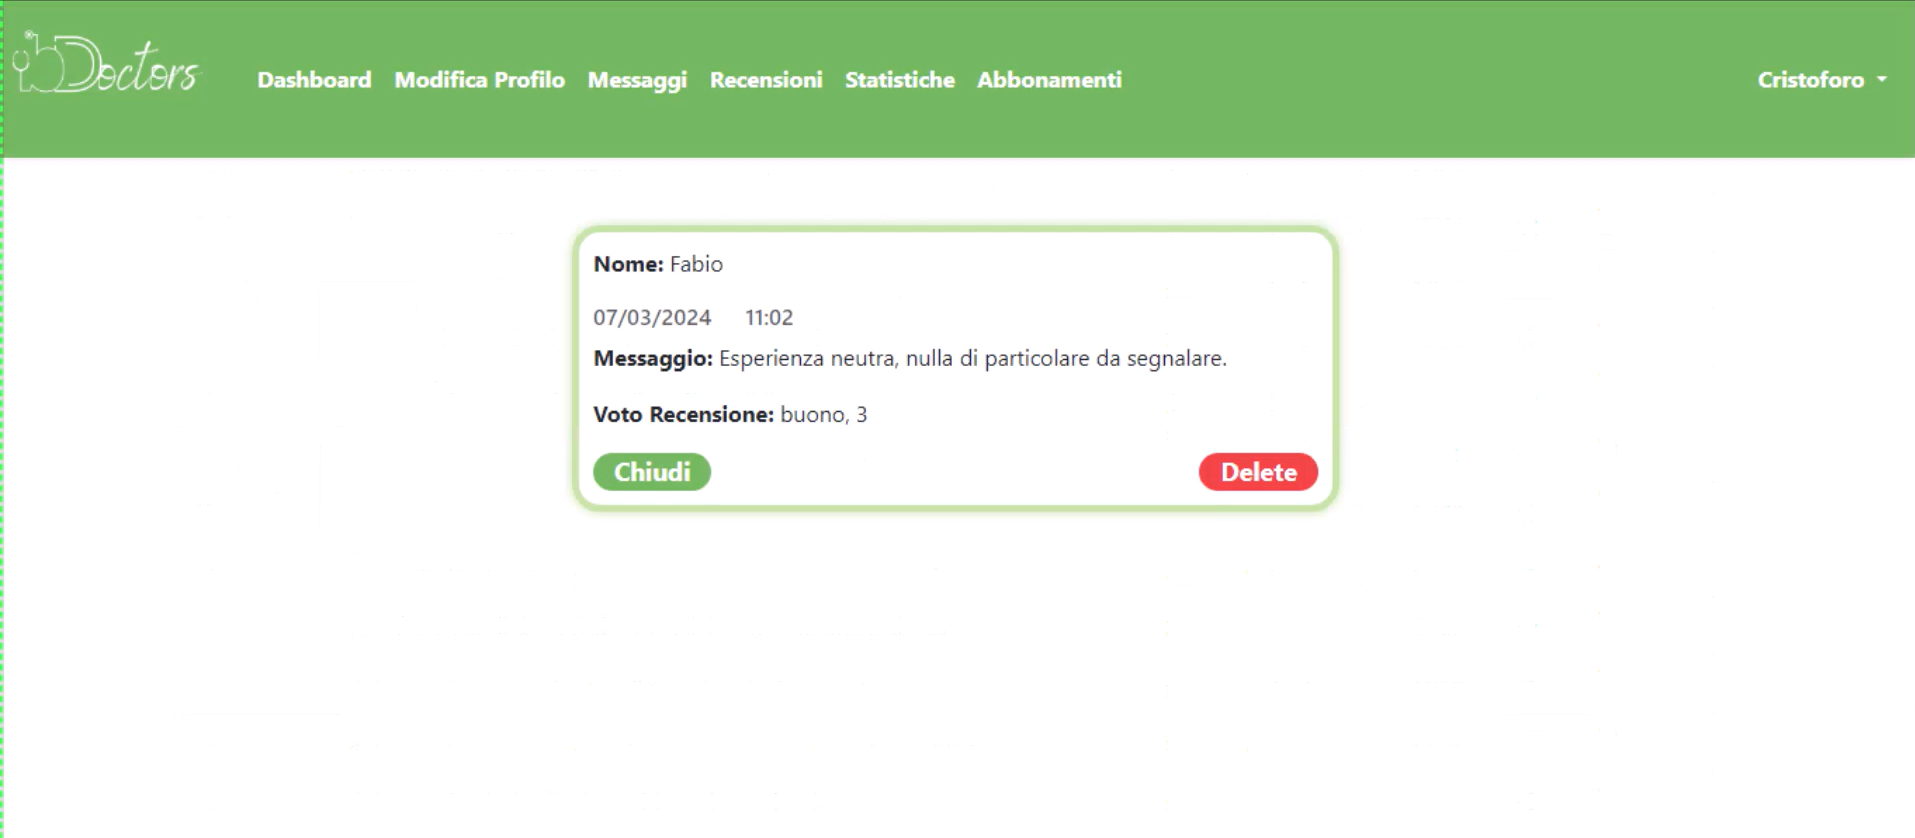 bDoctors
Dashboard Modifica Profilo Messaggi Recensioni Statistiche Abbonamenti Cristoforo
Nome: Fabio
07/03/2024 11:02
Messaggio: Esperienza neutra, nulla di particolare da segnalare.
Voto Recensione: buono, 3
Chiudi Delete